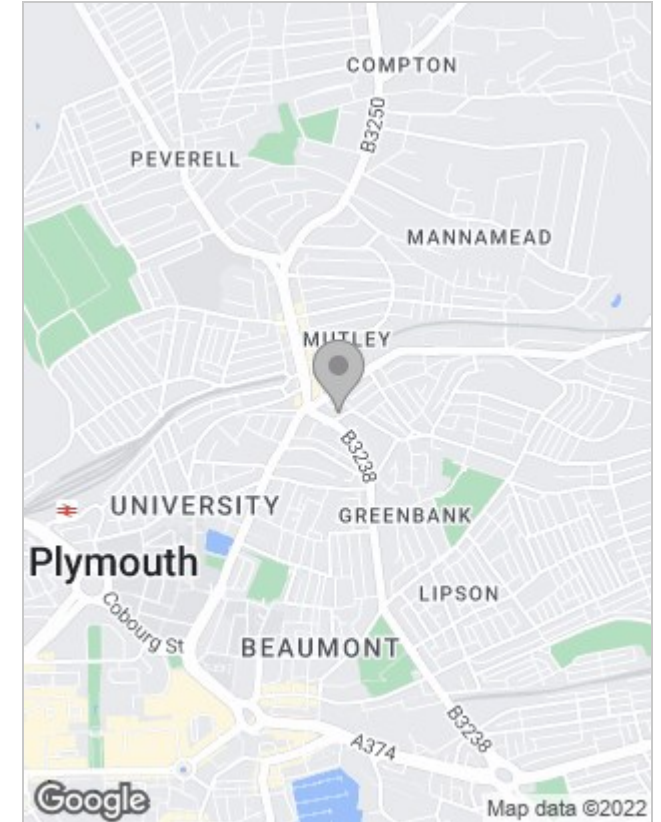 COMPTON
B3250
PEVERELL
MANNAMEAD
MUTLEY
B3238
UNIVERSITY
GREENBANK
Plymouth
LIPSON
Cobourg St
BEAUMONT
B3238
A374
Google
Map data ©2022